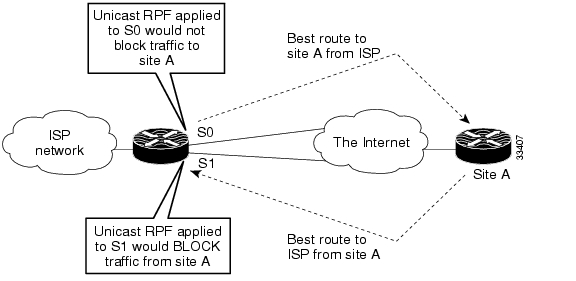 Unicast RPF applied
to S0 would not
block traffic to
site A
Best route to
site A from ISP
ISP
network
S0
S1
The Internet
Site A
33407
Unicast RPF applied
to S1 would BLOCK
traffic from site A
Best route to
ISP from site A